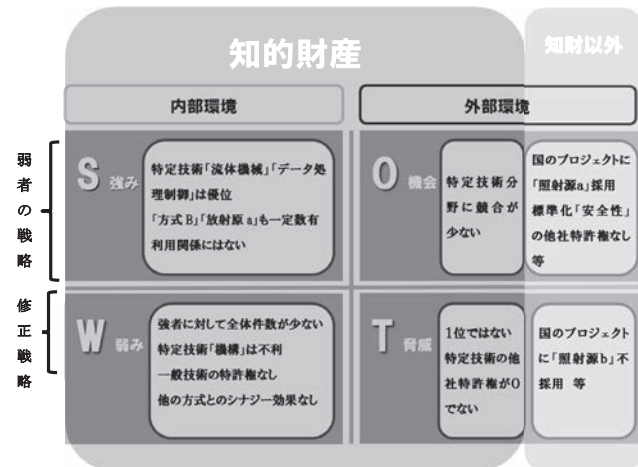 知的財産
知財以外
内部環境
外部環境
弱者の戦略
S 強み
特定技術「流体機械」「データ処
理制御」は優位
「方式B」「放射原a」も一定数有
利用関係にはない
O 機会
特定技術分
野に競合が
少ない
国のプロジェクトに
「照射源a」採用
標準化「安全性」
の他社特許権なし
等
修正戦略
W 弱み
強者に対して全体件数が少ない
特定技術「機構」は不利
一般技術の特許権なし
他の方式とのシナジー効果なし
T 脅威
1位ではない
特定技術の他
社特許権が0
でない
国のプロジェクト
に「照射源b」不
採用 等